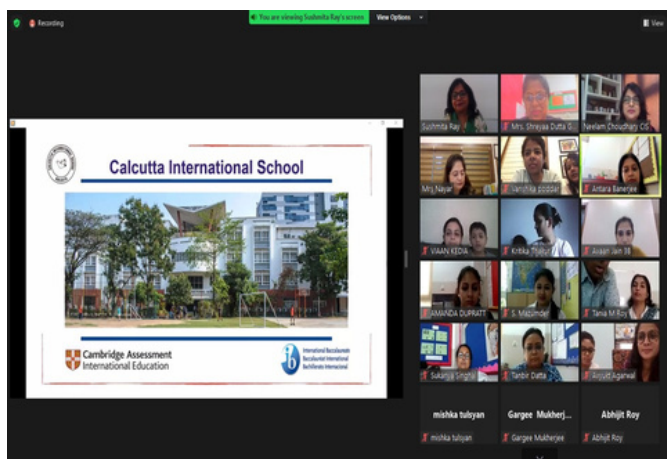 Recording
You are viewing Sushmita Ray's screen
View Options
View
Calcutta International School
Cambridge Assessment
International Education
International Baccalaureate
Baccalauréat International
Bachillerato Internacional
Sushmita Ray
Mrs. Shreyaa Dutta G...
Neelam Choudhary CIS
Mrs Nayar
Vanshika poddar
Antara Banerjee
VIAAN KEDIA
Kritika Thakur
Avaan Jain 3B
AMANDA DUPRATT
S. Mazumder
Tania M Roy
Sukanya Singhal
Tanbir Datta
Avyukt Agarwal
mishka tulsyan
Gargee Mukherj...
Abhijit Roy
mishka tulsyan
Gargee Mukherjee
Abhijit Roy